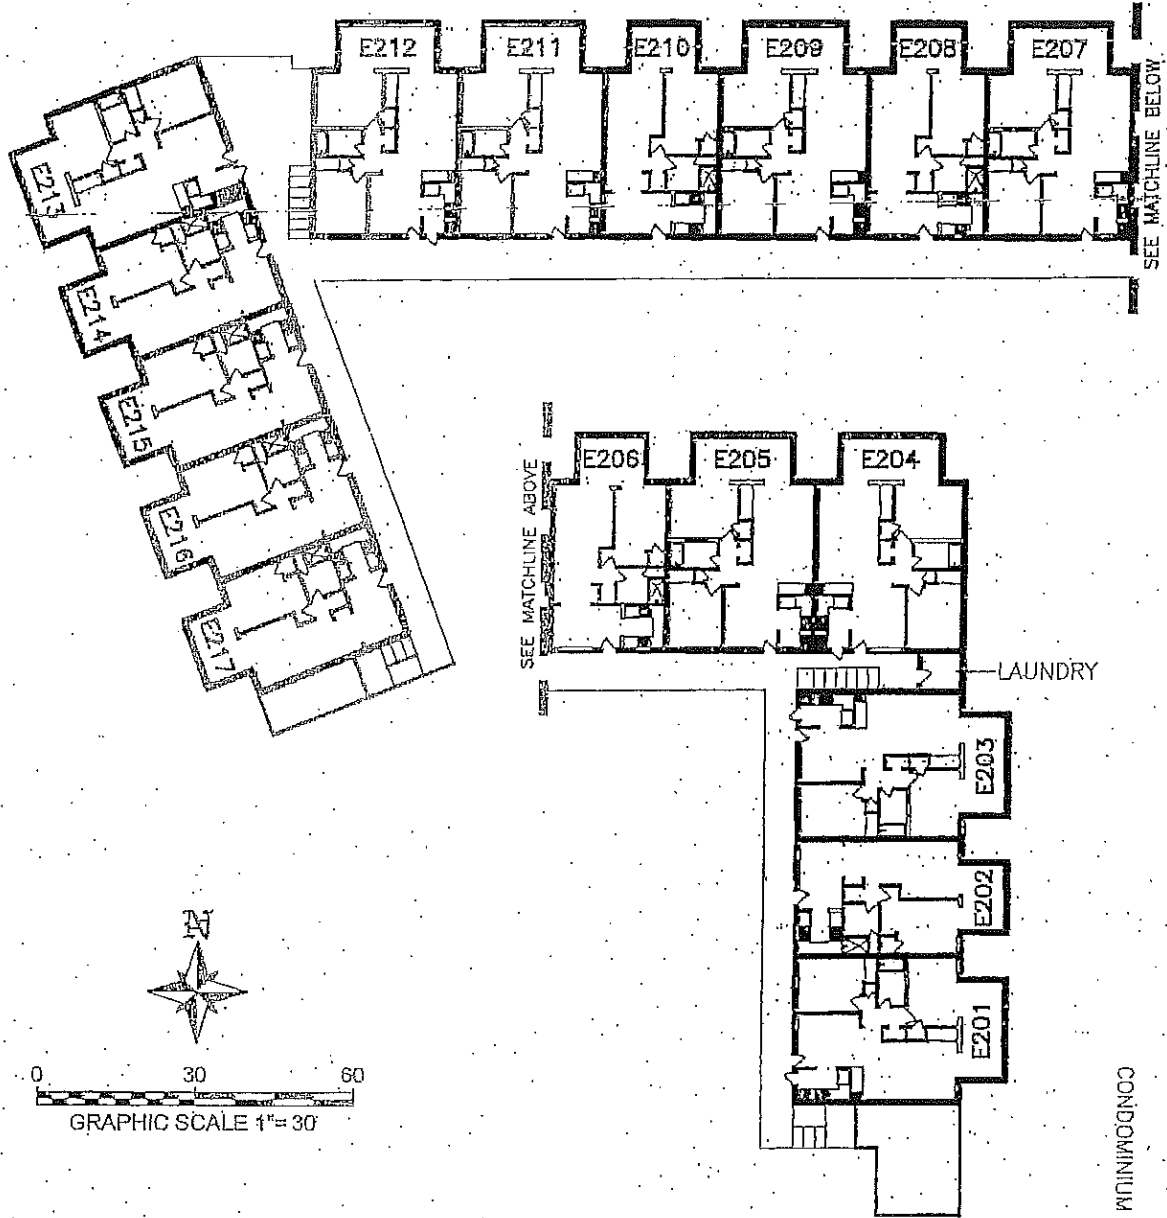 E212
E211
E210
E209
E208
E207
SEE MATCHLINE BELOW
E213
E214
E215
E216
E217
SEE MATCHLINE ABOVE
E206
E205
E204
LAUNDRY
E203
E202
E201
N
0 30 60
GRAPHIC SCALE 1"= 30'
CONDOMINIUM